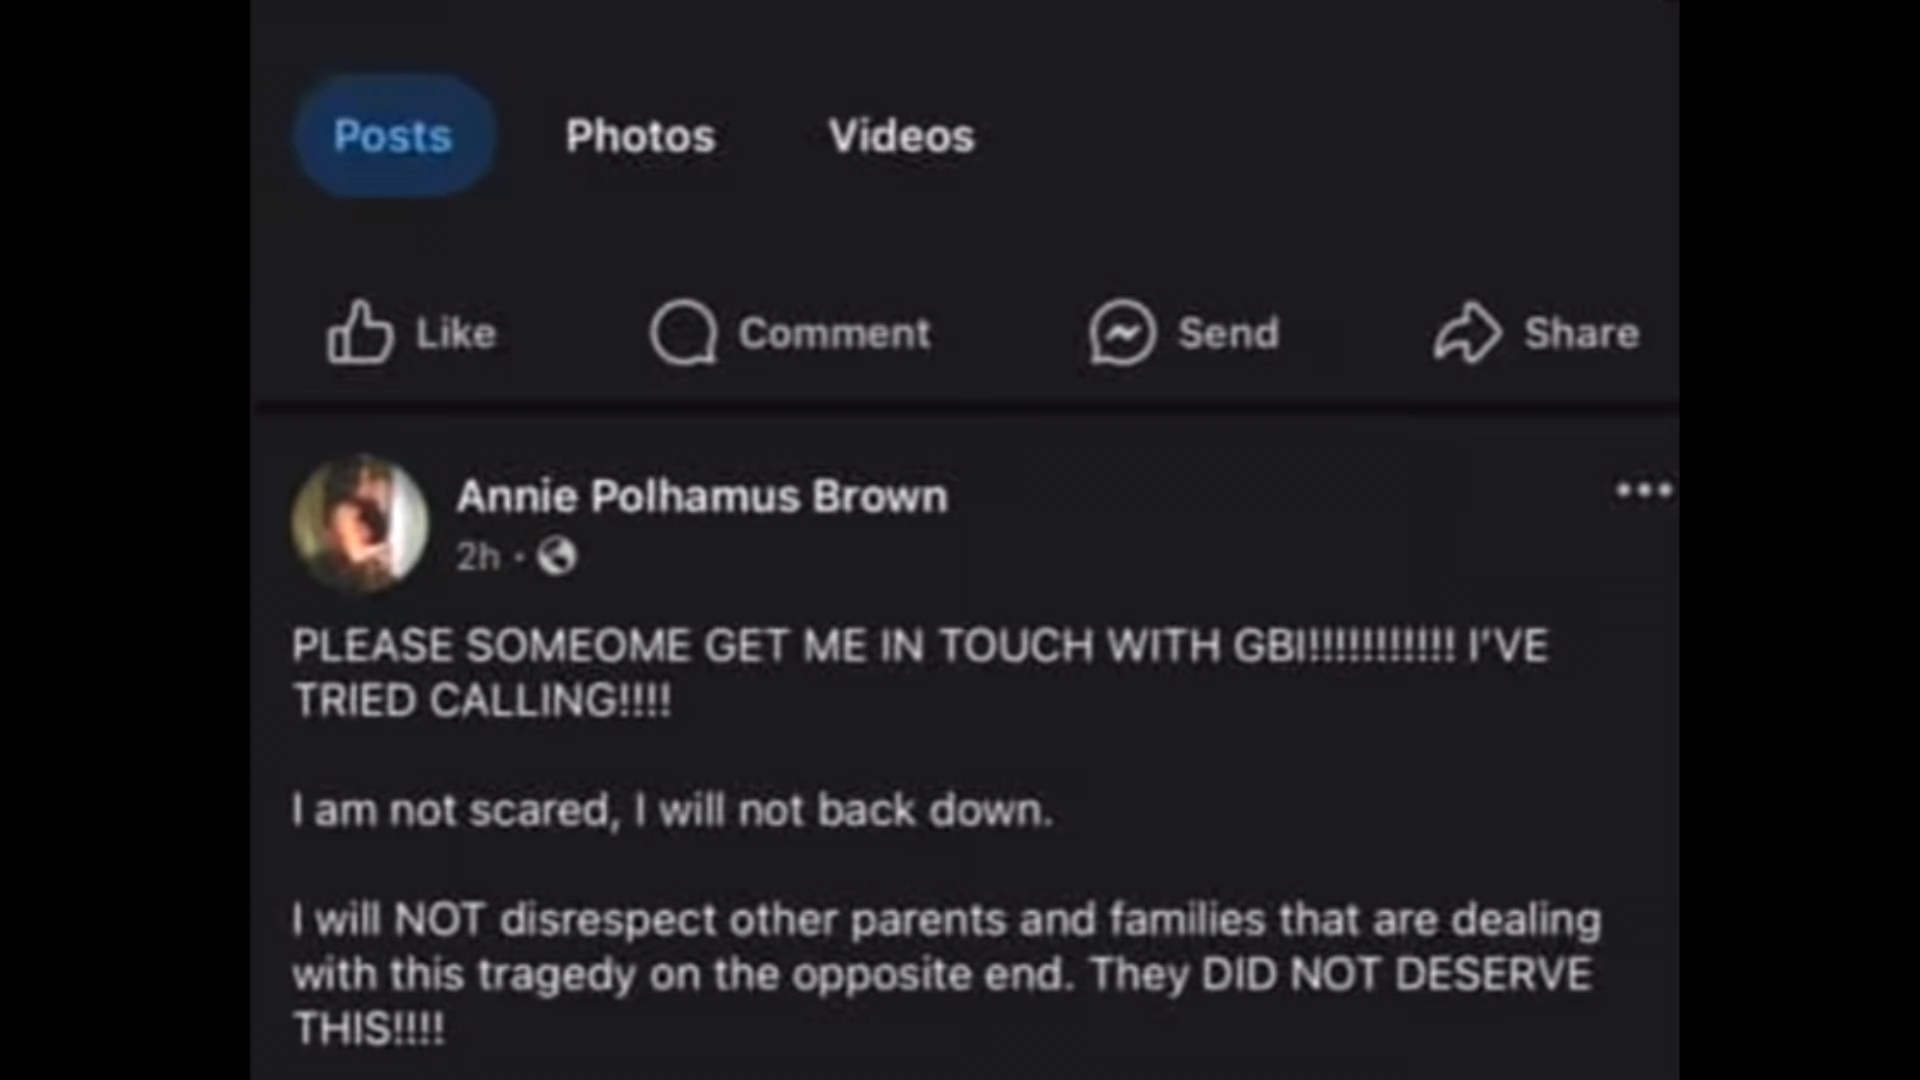 Posts Photos Videos
Like Comment Send Share
Annie Polhamus Brown
2h ·
PLEASE SOMEOME GET ME IN TOUCH WITH GBI!!!!!!!!!!!! I'VE
TRIED CALLING!!!!
I am not scared, I will not back down.
I will NOT disrespect other parents and families that are dealing
with this tragedy on the opposite end. They DID NOT DESERVE
THIS!!!!